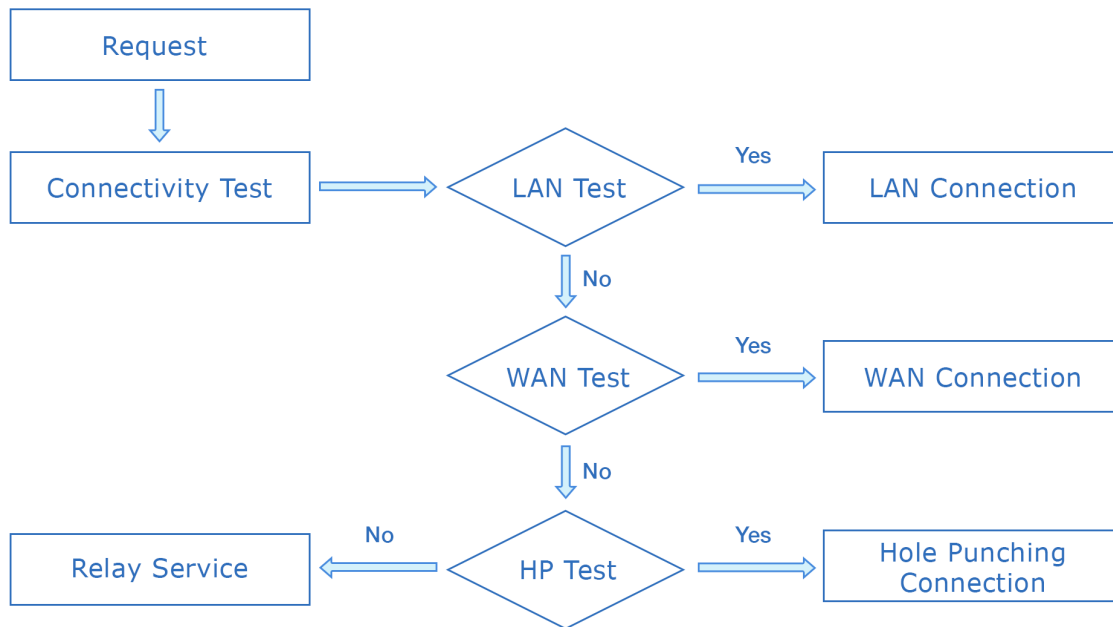 Request
Connectivity Test
LAN Test
Yes
LAN Connection
No
WAN Test
Yes
WAN Connection
No
HP Test
Yes
Hole Punching
Connection
No
Relay Service